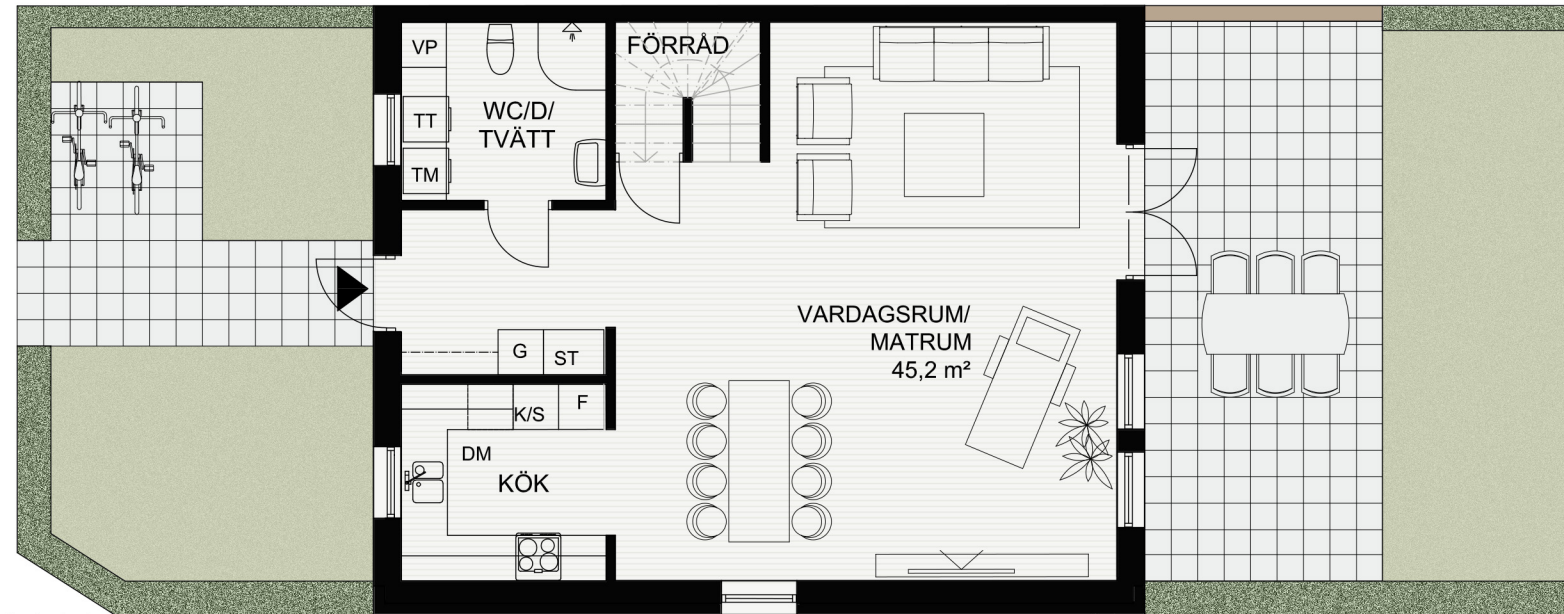 VP
TT
TM
WC/D/
TVÄTT
FÖRRÅD
VARDAGSRUM/
MATRUM
45,2 m²
G
ST
K/S
F
DM
KÖK